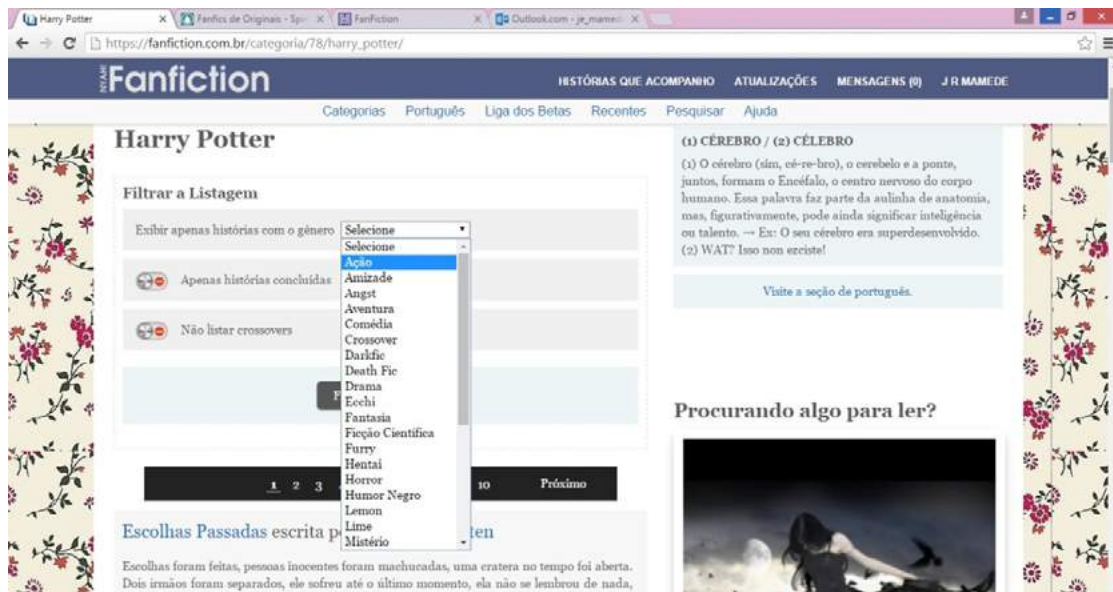 Harry Potter
Fanfics de Originais - Spi
FanFiction
Outlook.com - je_mamed
https://fanfiction.com.br/categoria/78/harry_potter/
NYAH!
Fanfiction
HISTÓRIAS QUE ACOMPANHO ATUALIZAÇÕES MENSAGENS (0) J R MAMEDE
Categorias Português Liga dos Betas Recentes Pesquisar Ajuda
Harry Potter
Filtrar a Listagem
Exibir apenas histórias com o gênero Selecione
Selecione
Ação
Amizade
Angst
Aventura
Comédia
Crossover
Darkfic
Death Fic
Drama
Ecchi
Fantasia
Ficção Científica
Furry
Hentai
Horror
Humor Negro
Lemon
Lime
Mistério
Apenas histórias concluídas
Não listar crossovers
F
1 2 3 10 Próximo
Escolhas Passadas escrita p ten
Escolhas foram feitas, pessoas inocentes foram machucadas, uma cratera no tempo foi aberta.
Dois irmãos foram separados, ele sofreu até o último momento, ela não se lembrou de nada,
(1) CÉREBRO / (2) CÉLEBRO
(1) O cérebro (sim, cé-re-bro), o cerebelo e a ponte,
juntos, formam o Encéfalo, o centro nervoso do corpo
humano. Essa palavra faz parte da aulinha de anatomia,
mas, figurativamente, pode ainda significar inteligência
ou talento. → Ex: O seu cérebro era superdesenvolvido.
(2) WAT? Isso non ezciste!
Visite a seção de português.
Procurando algo para ler?